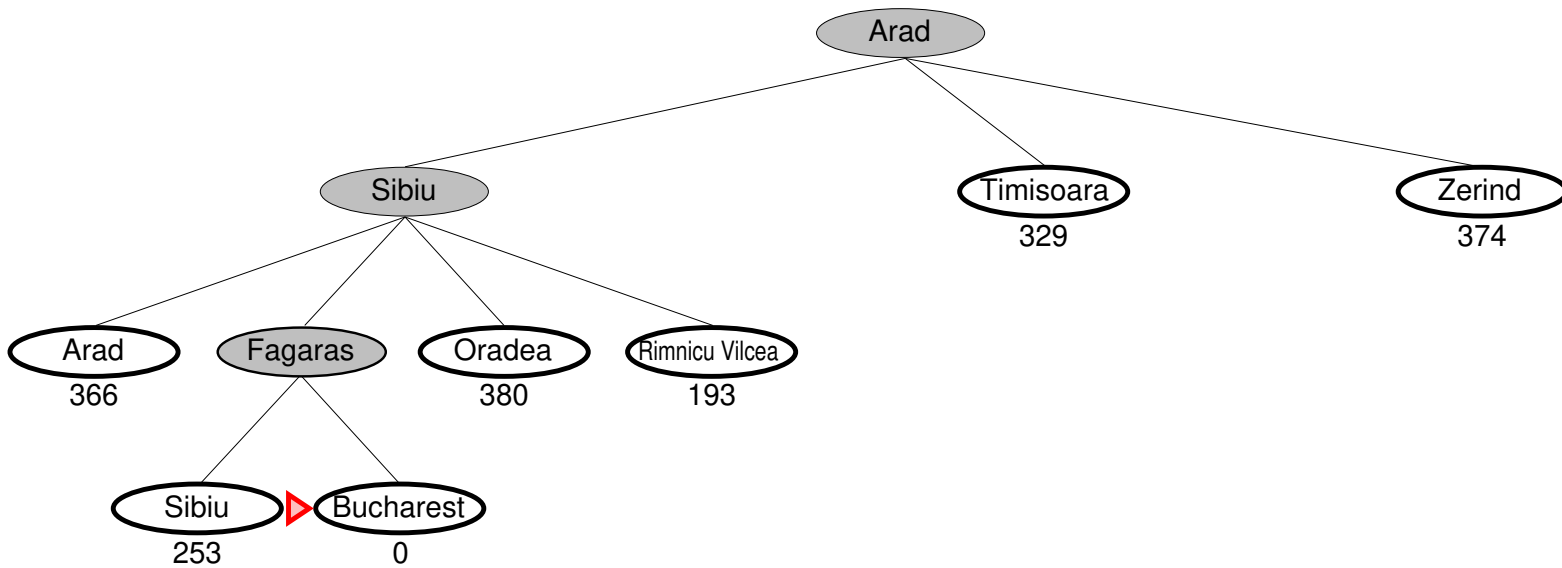 Arad
Sibiu Timisoara Zerind
329 374
Arad Fagaras Oradea Rimnicu Vilcea
366 380 193
Sibiu Bucharest
253 0